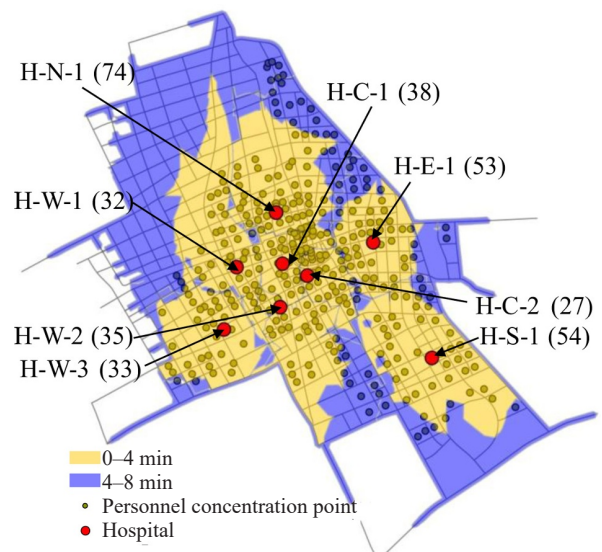 H-N-1 (74)
H-C-1 (38)
H-E-1 (53)
H-W-1 (32)
H-C-2 (27)
H-W-2 (35)
H-S-1 (54)
H-W-3 (33)
0–4 min
4–8 min
Personnel concentration point
Hospital